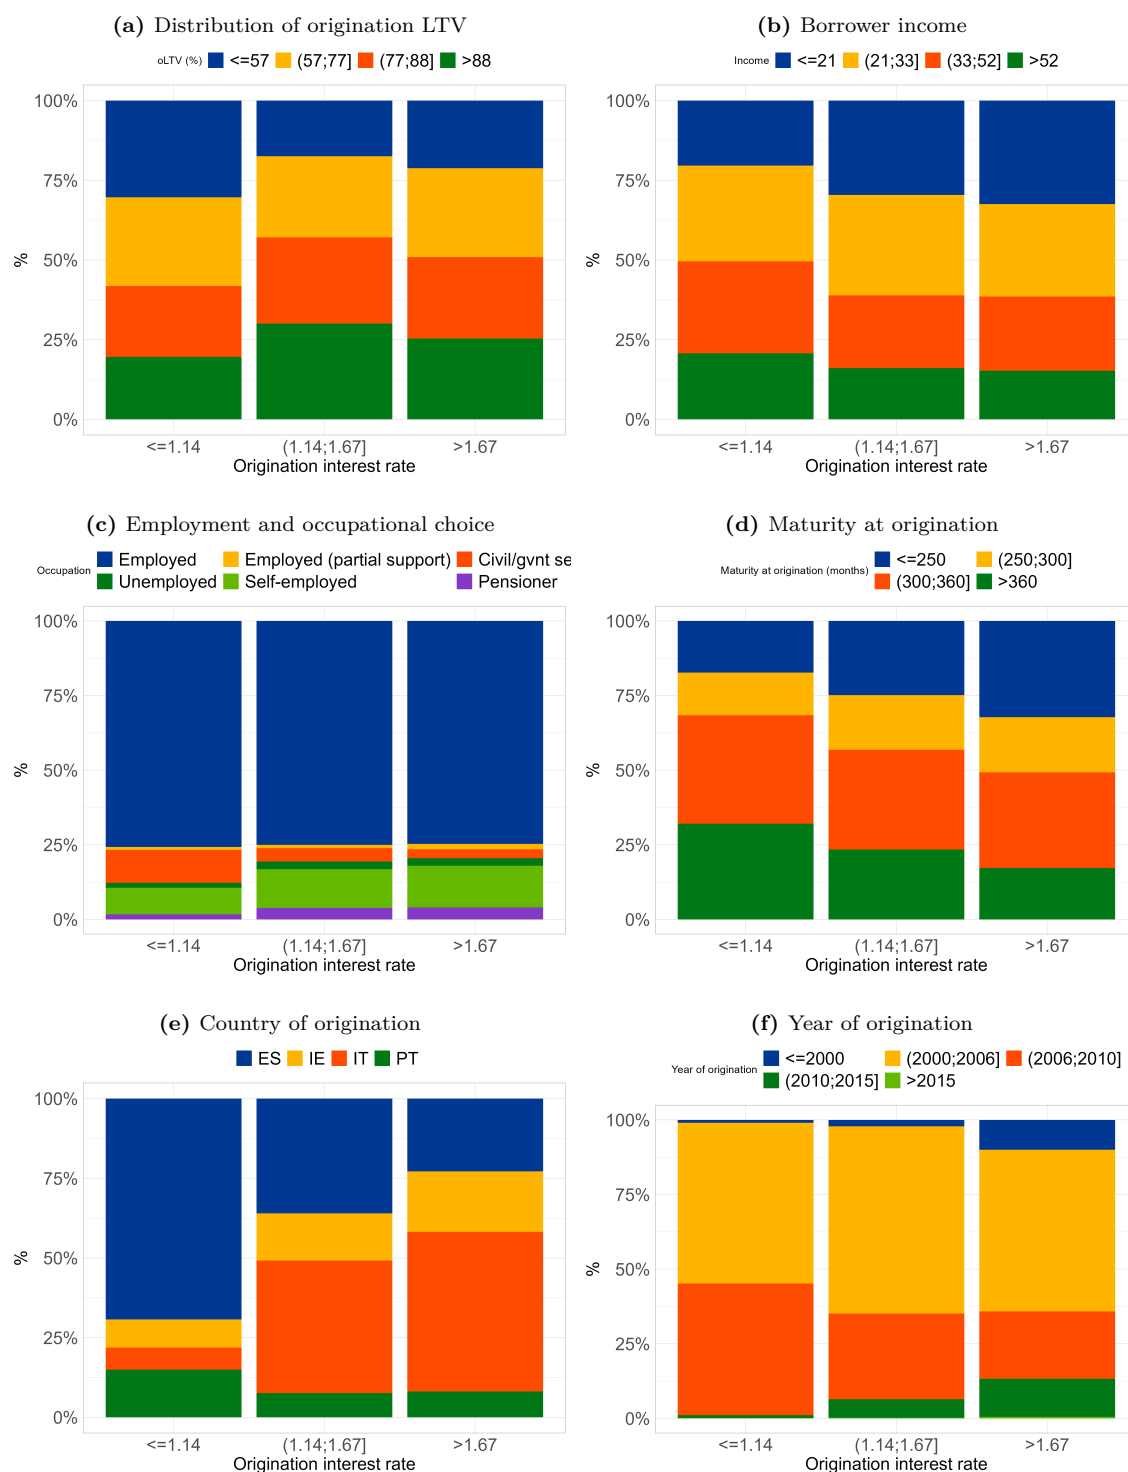 (a) Distribution of origination LTV
oLTV (%) <=57 (57;77] (77;88] >88
100%
75%
50%
25%
0%
%
<=1.14 (1.14;1.67] >1.67
Origination interest rate
(b) Borrower income
Income <=21 (21;33] (33;52] >52
100%
75%
50%
25%
0%
%
<=1.14 (1.14;1.67] >1.67
Origination interest rate
(c) Employment and occupational choice
Occupation
Employed Employed (partial support) Civil/gvnt se
Unemployed Self-employed Pensioner
100%
75%
50%
25%
0%
%
<=1.14 (1.14;1.67] >1.67
Origination interest rate
(d) Maturity at origination
Maturity at origination (months)
<=250 (250;300]
(300;360] >360
100%
75%
50%
25%
0%
%
<=1.14 (1.14;1.67] >1.67
Origination interest rate
(e) Country of origination
ES IE IT PT
100%
75%
50%
25%
0%
%
<=1.14 (1.14;1.67] >1.67
Origination interest rate
(f) Year of origination
Year of origination
<=2000 (2000;2006] (2006;2010]
(2010;2015] >2015
100%
75%
50%
25%
0%
%
<=1.14 (1.14;1.67] >1.67
Origination interest rate